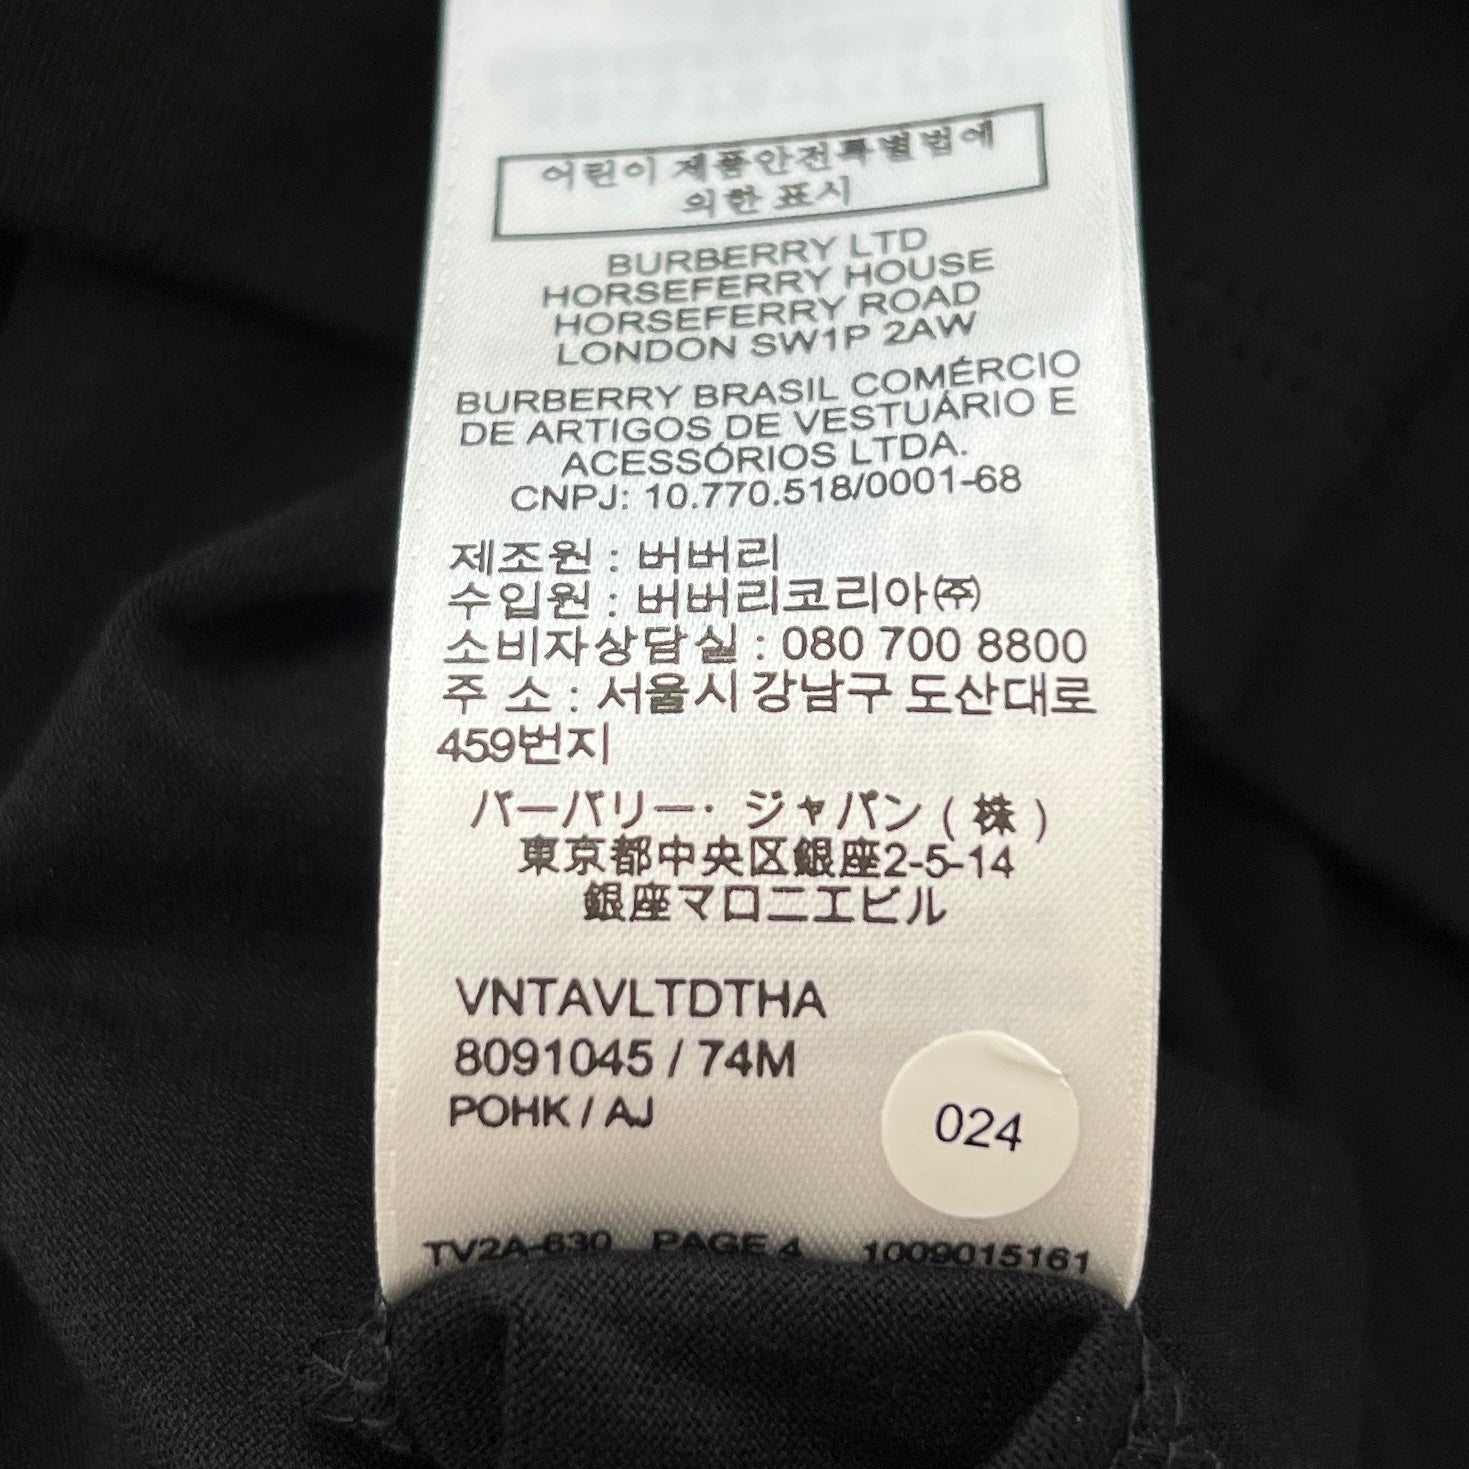 어린이 제품안전특별법에
의한 표시
BURBERRY LTD
HORSEFERRY HOUSE
HORSEFERRY ROAD
LONDON SW1P 2AW
BURBERRY BRASIL COMÉRCIO
DE ARTIGOS DE VESTUÁRIO E
ACESSÓRIOS LTDA.
CNPJ: 10.770.518/0001-68
제조원 : 버버리
수입원 : 버버리코리아㈜
소비자상담실 : 080 700 8800
주 소 : 서울시 강남구 도산대로
459번지
バーバリー・ジャパン (株)
東京都中央区銀座2-5-14
銀座マロニエビル
VNTAVLTDTHA
8091045 / 74M
POHK / AJ
024
TV2A-630 PAGE 4 1009015161